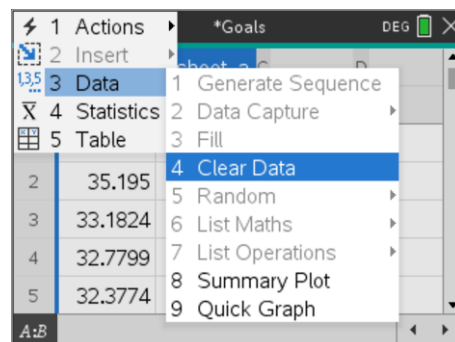 1 Actions
*Goals
DEG
2 Insert
3 Data
4 Statistics
5 Table
1 Generate Sequence
2 Data Capture
3 Fill
4 Clear Data
5 Random
6 List Maths
7 List Operations
8 Summary Plot
9 Quick Graph
2 35.195
3 33.1824
4 32.7799
5 32.3774
A:B